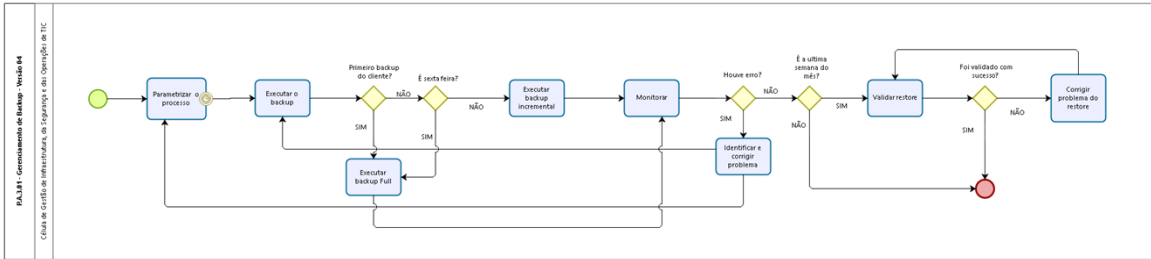 P.A.3.01 - Gerenciamento de Backup - Versão 04
Célula de Gestão de Infraestrutura, da Segurança e das Operações de TIC
Parametrizar o
processo
Executar o
backup
Primeiro backup
do cliente?
NÃO
SIM
É sexta feira?
NÃO
SIM
Executar
backup Full
Executar
backup
incremental
Monitorar
Houve erro?
NÃO
SIM
Identificar e
corrigir
problema
É a ultima
semana do
mês?
SIM
NÃO
Validar restore
Foi validado com
sucesso?
NÃO
SIM
Corrigir
problema do
restore